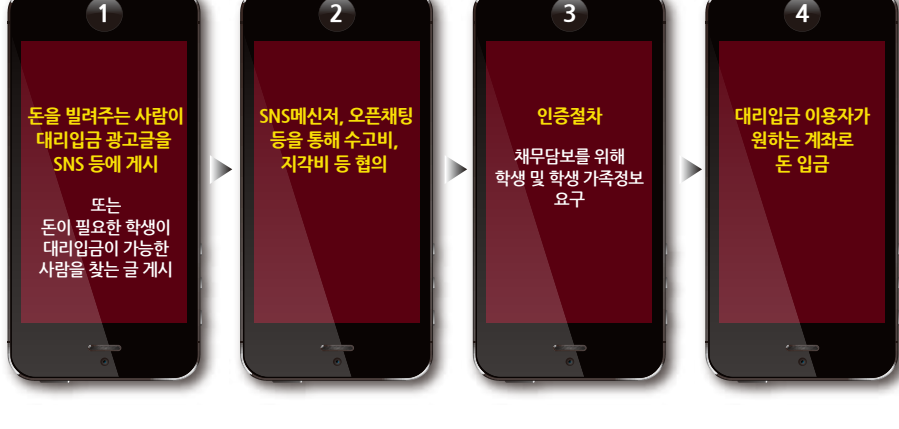 1
돈을 빌려주는 사람이
대리입금 광고글을
SNS 등에 게시
또는
돈이 필요한 학생이
대리입금이 가능한
사람을 찾는 글 게시
2
SNS메신저, 오픈채팅
등을 통해 수고비,
지각비 등 협의
3
인증절차
채무담보를 위해
학생 및 학생 가족정보
요구
4
대리입금 이용자가
원하는 계좌로
돈 입금